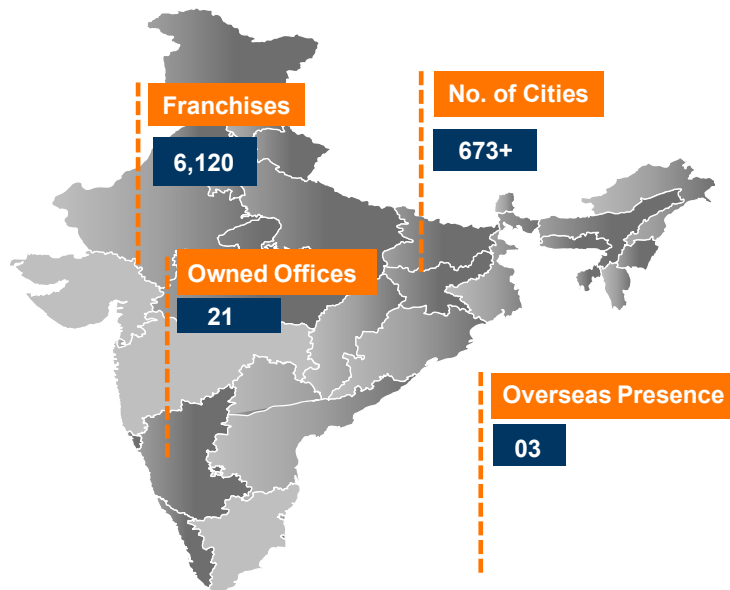 Franchises
6,120
No. of Cities
673+
Owned Offices
21
Overseas Presence
03